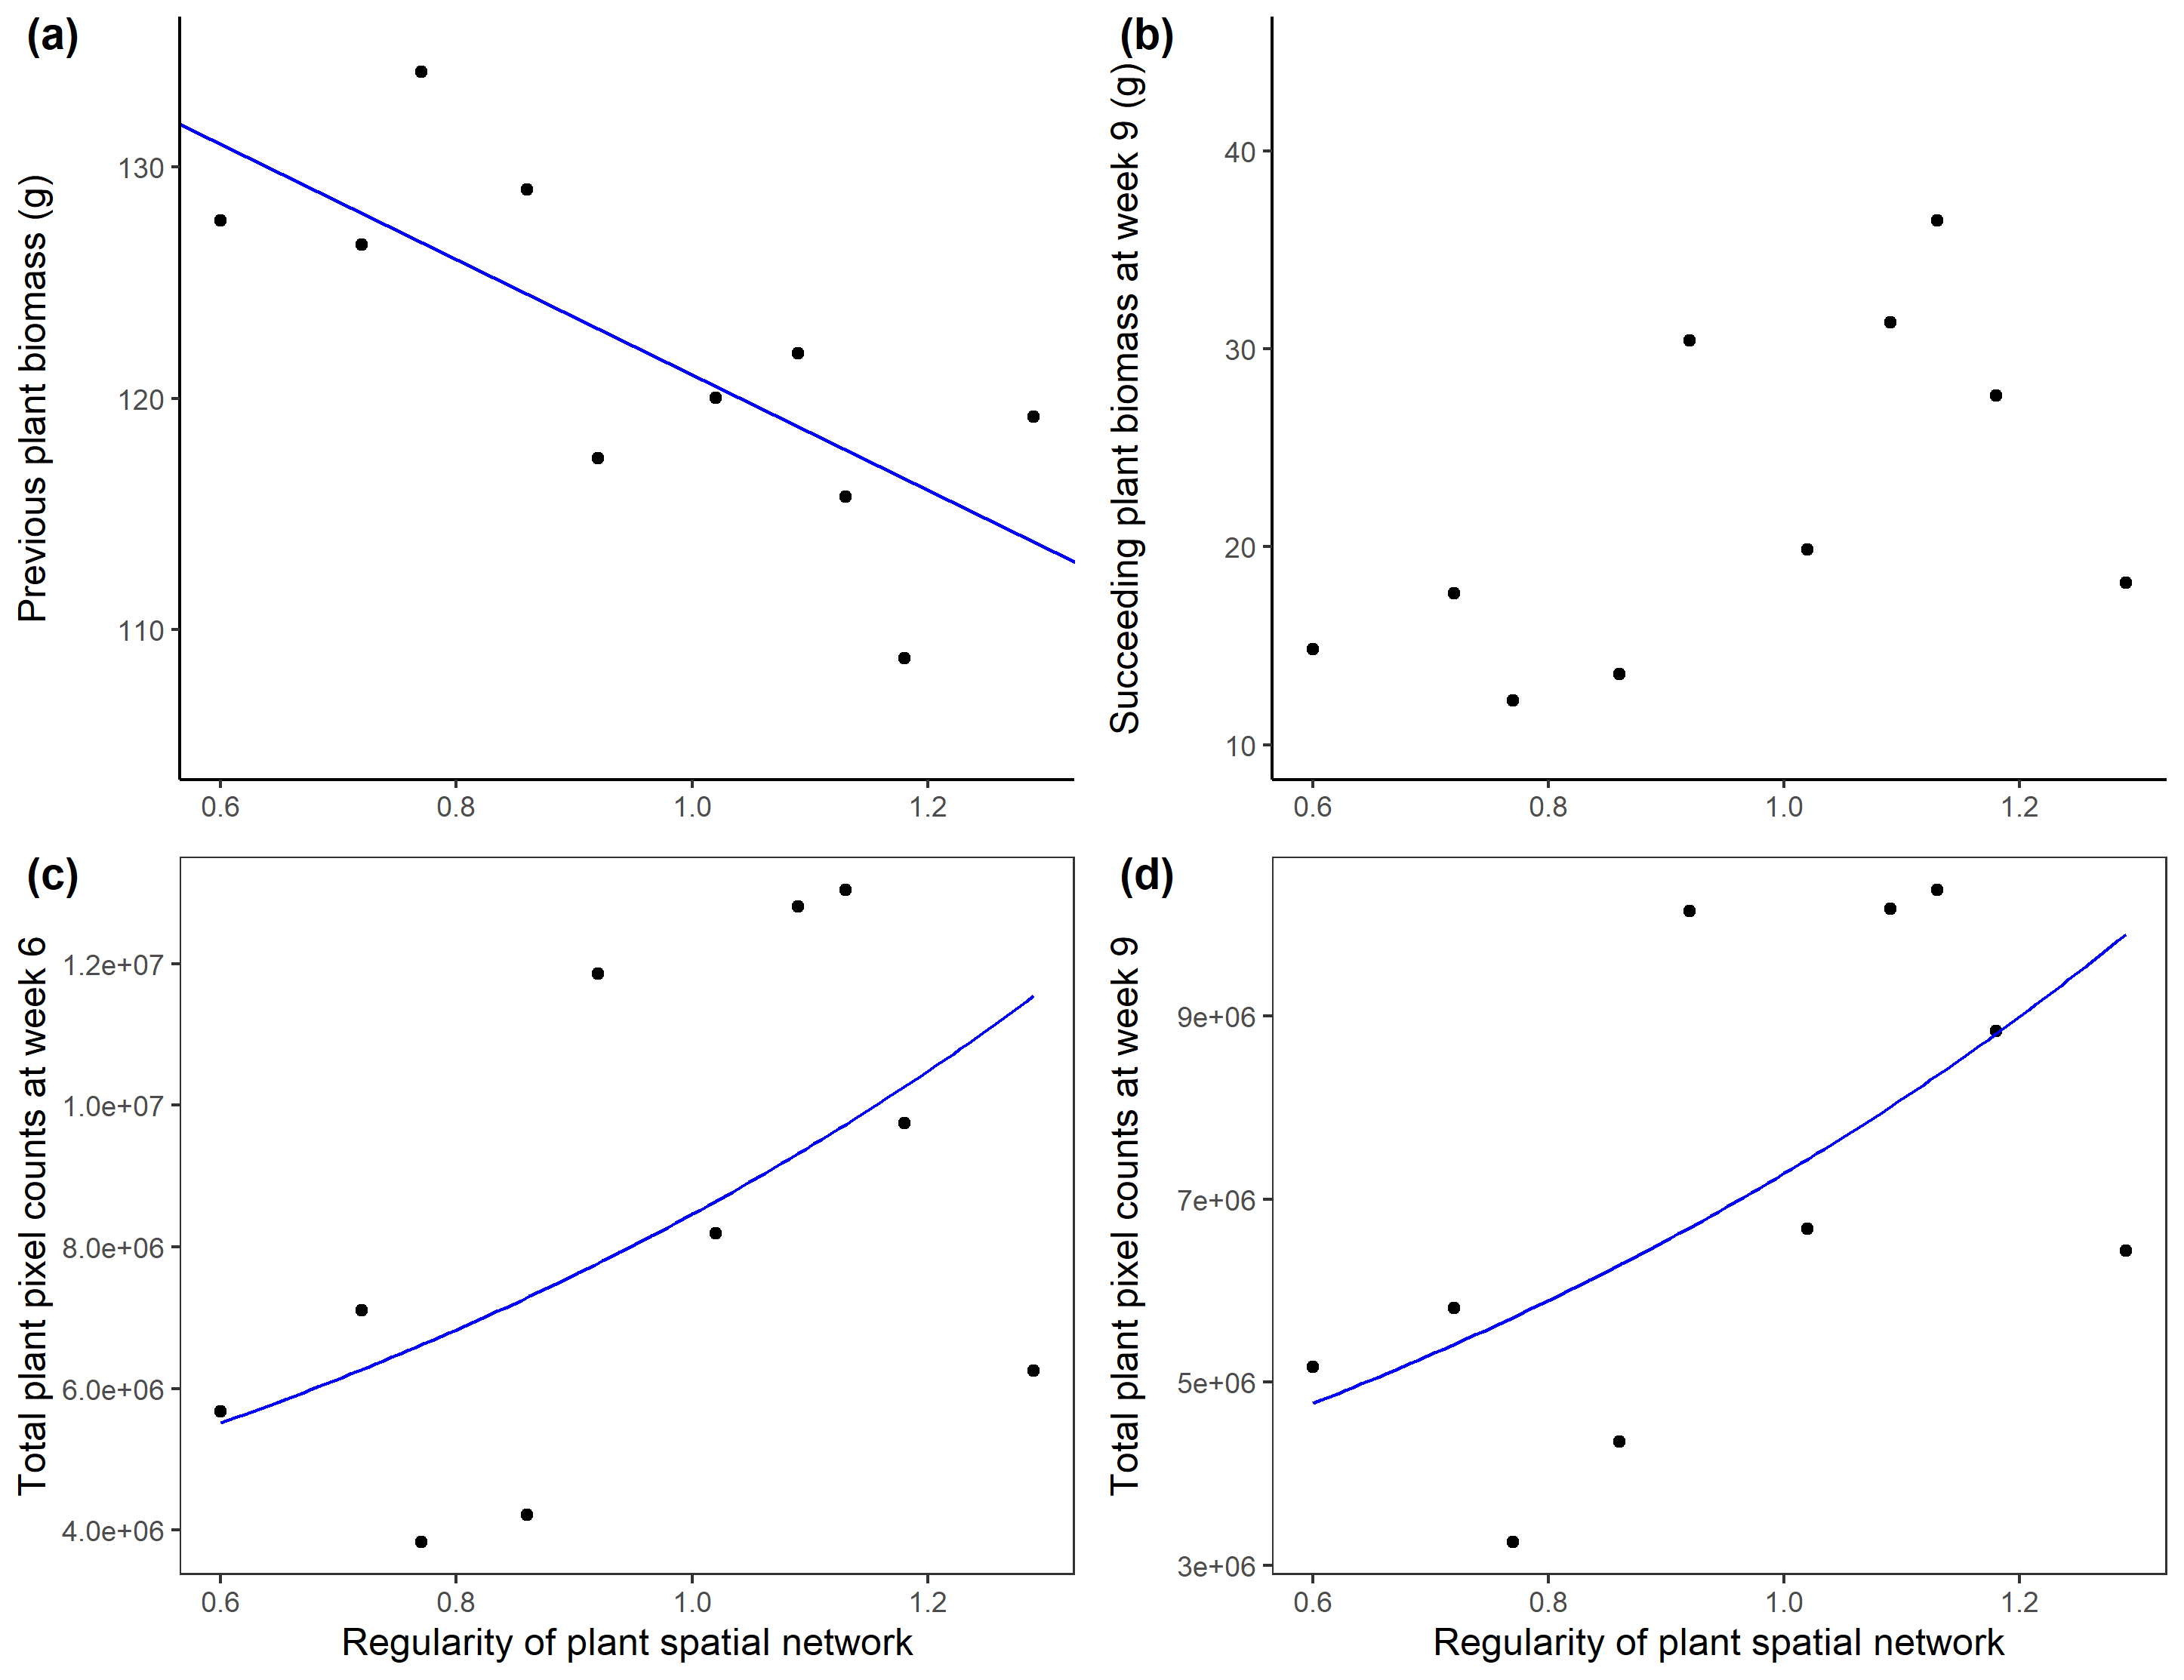 (a)
Previous plant biomass (g)
130
120
110
0.6 0.8 1.0 1.2
(b)
Succeeding plant biomass at week 9 (g)
40
30
20
10
0.6 0.8 1.0 1.2
(c)
Total plant pixel counts at week 6
1.2e+07
1.0e+07
8.0e+06
6.0e+06
4.0e+06
0.6 0.8 1.0 1.2
Regularity of plant spatial network
(d)
Total plant pixel counts at week 9
9e+06
7e+06
5e+06
3e+06
0.6 0.8 1.0 1.2
Regularity of plant spatial network